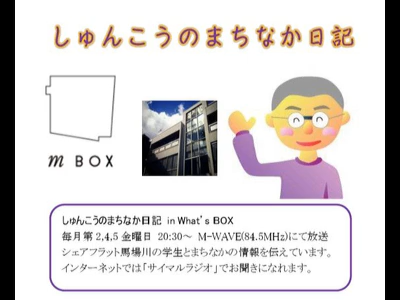 しゅんこうのまちなか日記
m BOX
しゅんこうのまちなか日記 in What's BOX
毎月第2,4,5金曜日 20:30～ M-WAVE(84.5MHz)にて放送
シェアフラット馬場川の学生とまちなかの情報を伝えています。
インターネットでは「サイマルラジオ」でお聞きになれます。